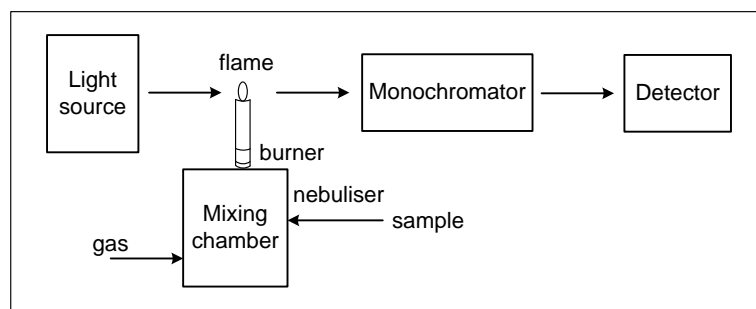 Light
source
flame
Monochromator
Detector
burner
nebuliser
Mixing
chamber
sample
gas